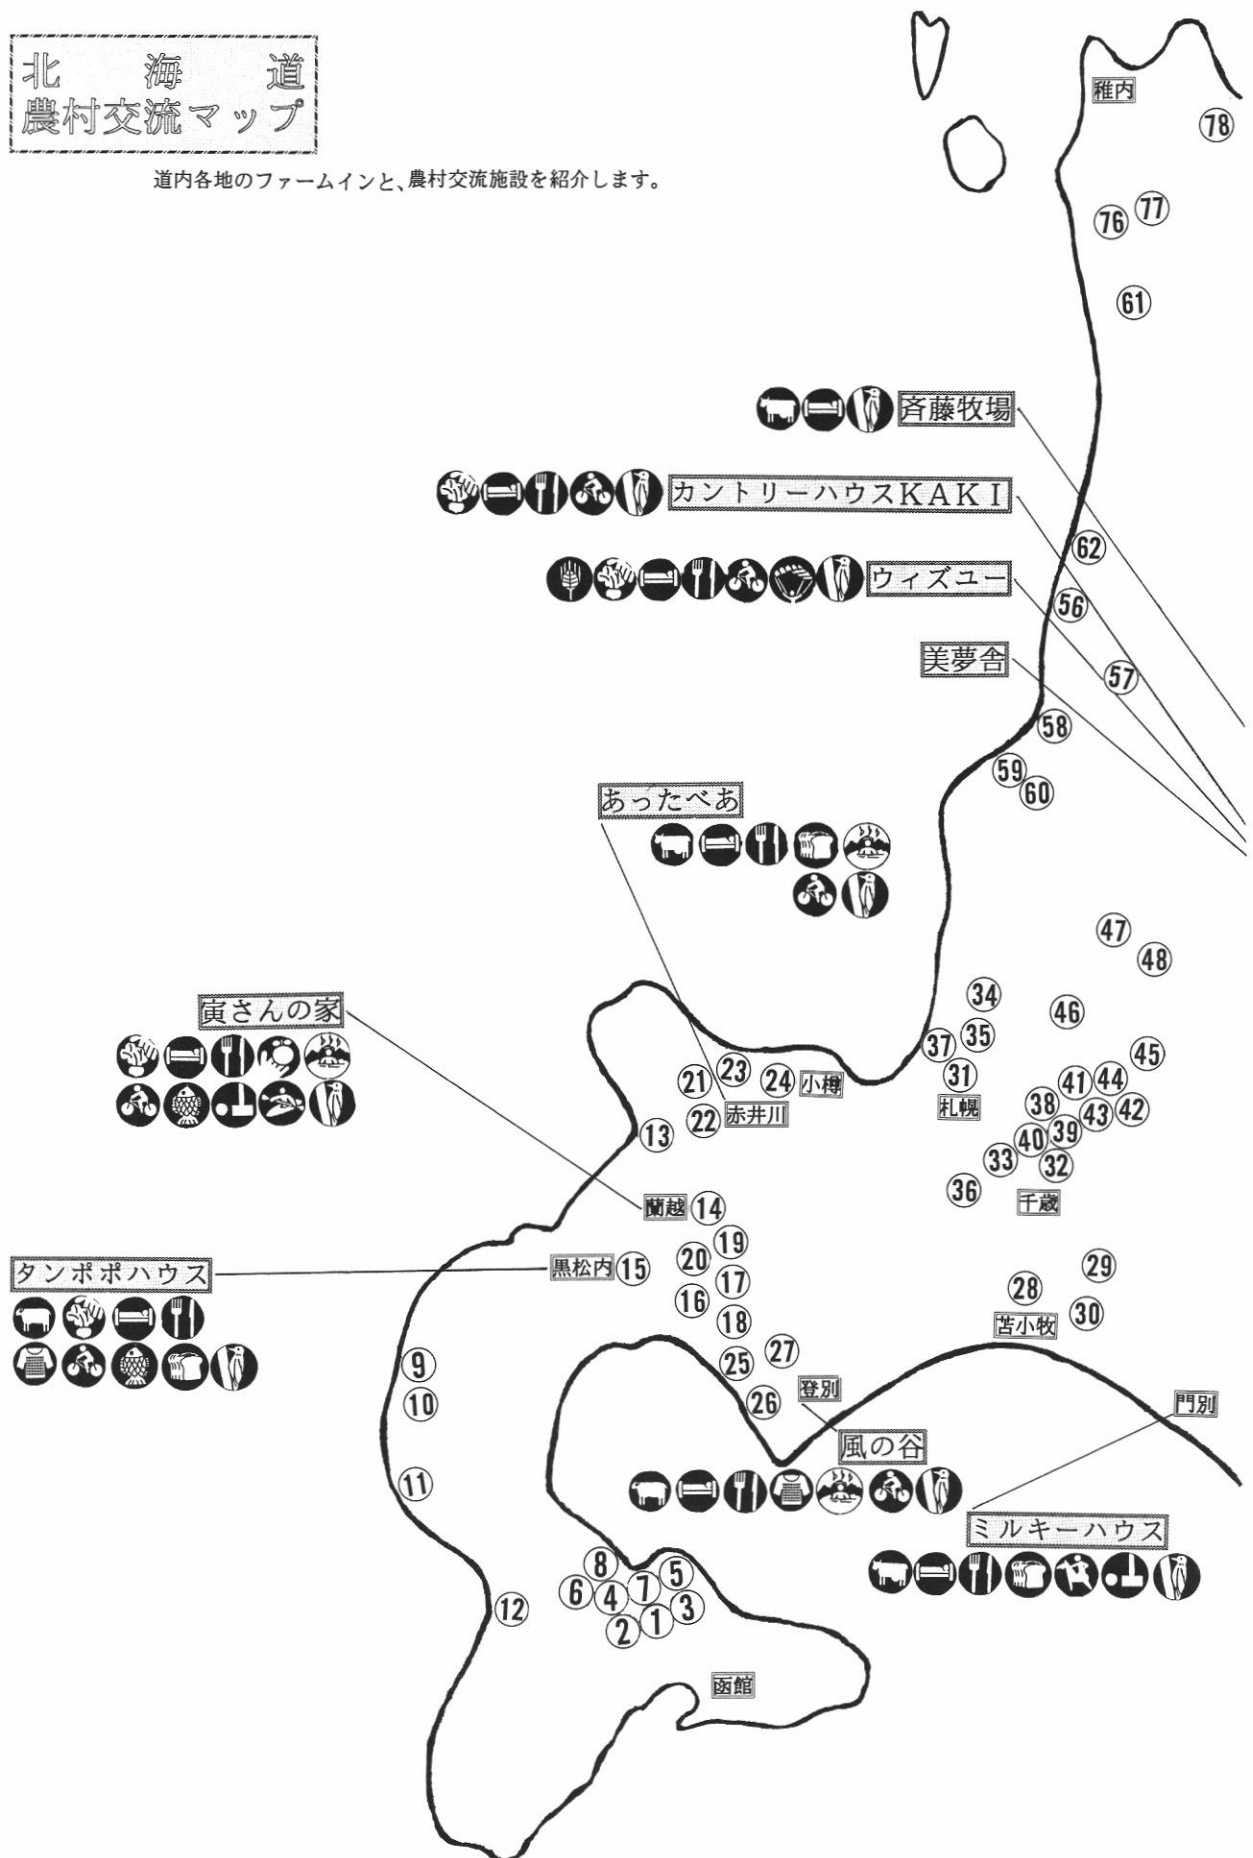 北海道
農村交流マップ
道内各地のファームインと、農村交流施設を紹介します。
稚内
78
76
77
61
斉藤牧場
カントリーハウスKAKI
62
ウィズユー
56
美夢舎
57
58
59
60
あったべあ
47
48
寅さんの家
34
46
37
35
45
21
23
24
小樽
31
41
44
札幌
38
22
赤井川
43
42
13
40
39
33
32
36
蘭越
14
千歳
19
20
タンポポハウス
黒松内
15
29
17
28
16
30
18
苫小牧
27
9
25
登別
10
26
門別
風の谷
11
ミルキーハウス
8
5
6
7
4
3
12
1
2
函館